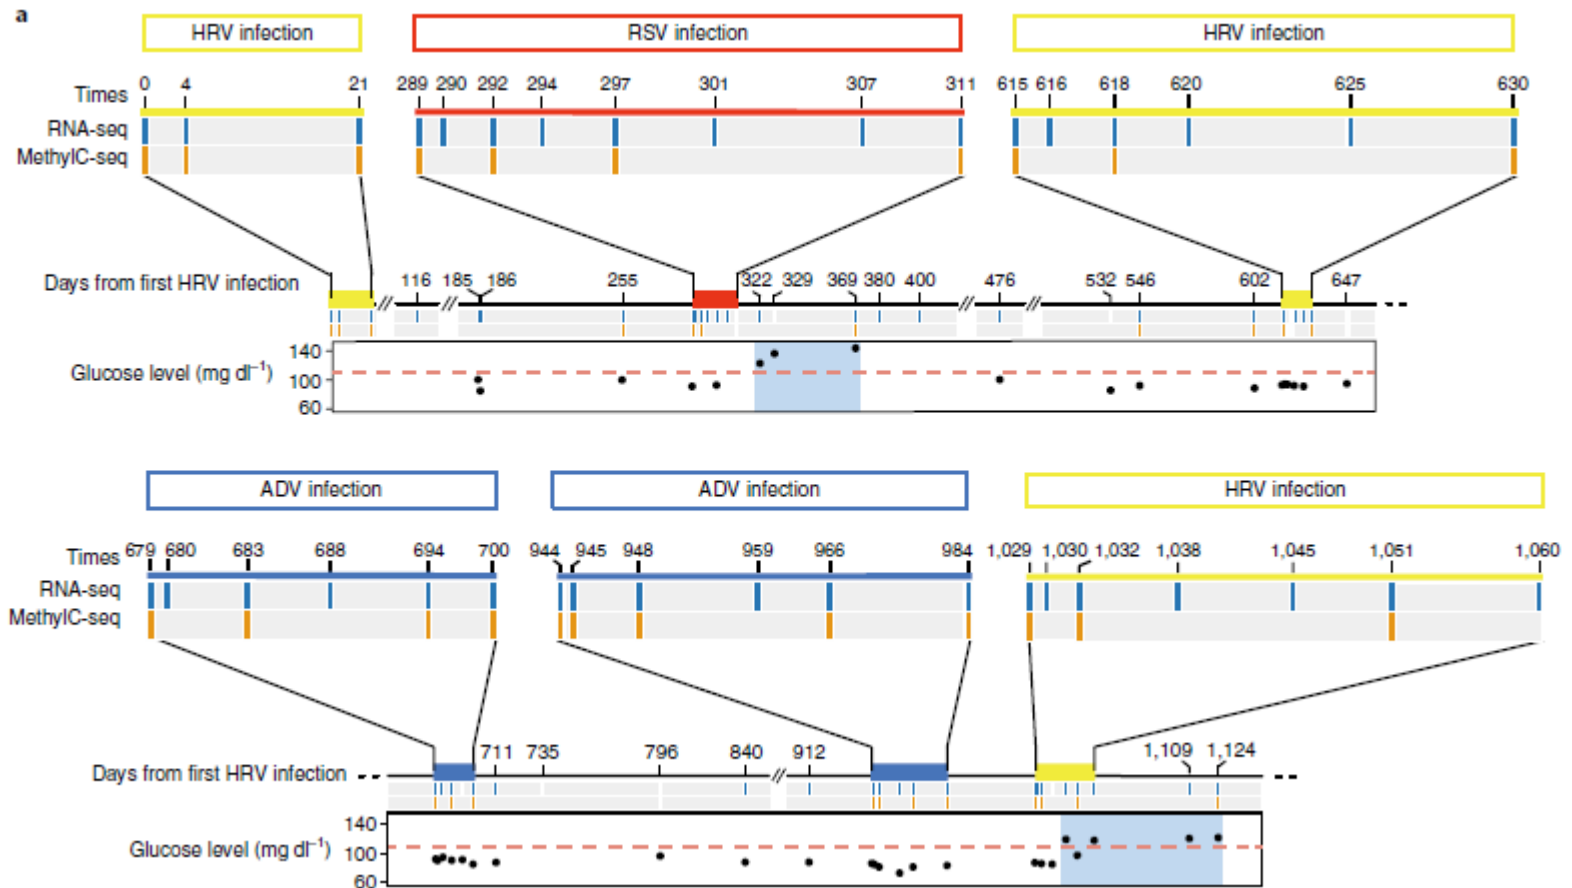 a
HRV infection RSV infection HRV infection
Times 0 4 21 289 290 292 294 297 301 307 311 615 616 618 620 625 630
RNA-seq
MethylC-seq
Days from first HRV infection 116 185 186 255 322 329 369 380 400 476 532 546 602 647
Glucose level (mg dl⁻¹)
140
100
60
ADV infection ADV infection HRV infection
Times 679 680 683 688 694 700 944 945 948 959 966 984 1,029 1,030 1,032 1,038 1,045 1,051 1,060
RNA-seq
MethylC-seq
Days from first HRV infection 711 735 796 840 912 1,109 1,124
Glucose level (mg dl⁻¹)
140
100
60